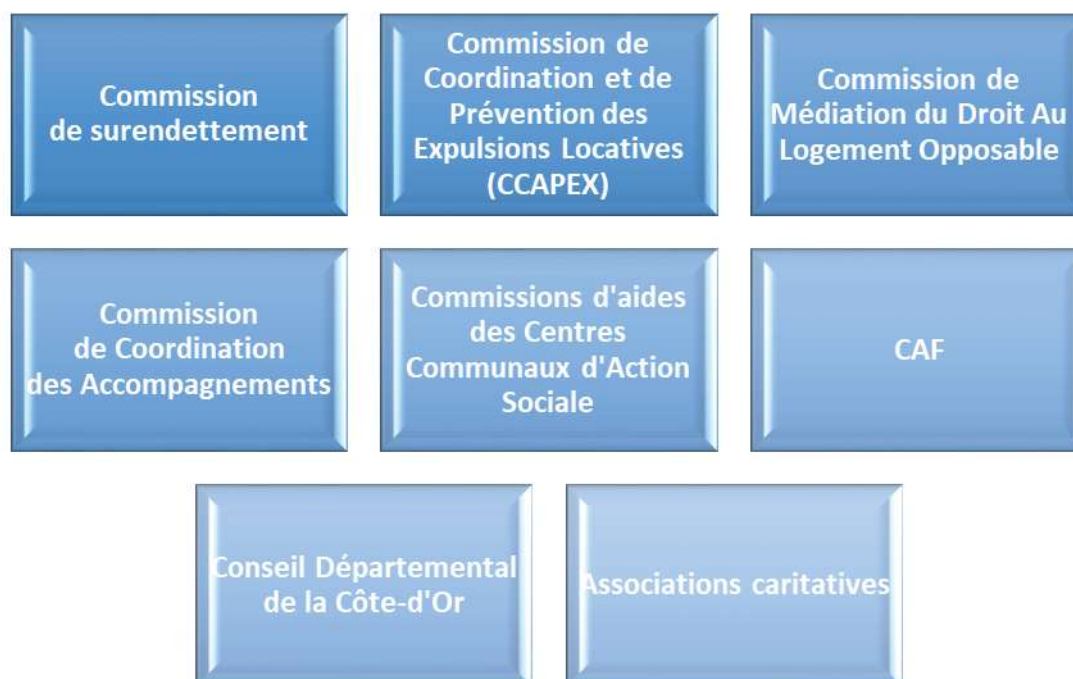 Commission
de surendettement
Commission de
Coordination et de
Prévention des
Expulsions Locatives
(CCAPEX)
Commission de
Médiation du Droit Au
Logement Opposable
Commission
de Coordination
des Accompagnements
Commissions d'aides
des Centres
Communaux d'Action
Sociale
CAF
Conseil Départemental
de la Côte-d'Or
Associations caritatives